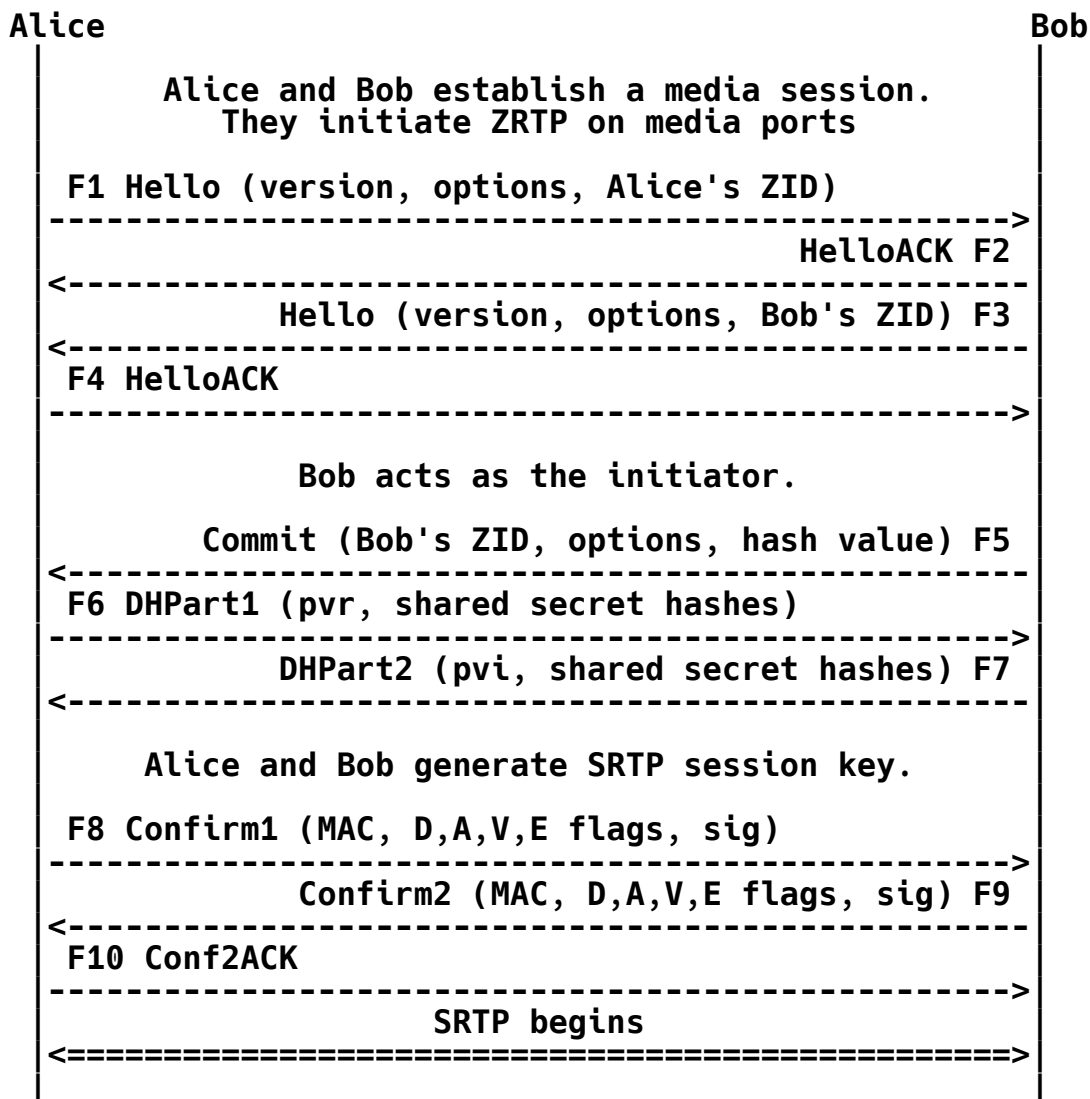 Alice Bob
Alice and Bob establish a media session.
They initiate ZRTP on media ports
F1 Hello (version, options, Alice's ZID)
-------------------------------------------------->
HelloACK F2
<--------------------------------------------------
Hello (version, options, Bob's ZID) F3
<--------------------------------------------------
F4 HelloACK
-------------------------------------------------->
Bob acts as the initiator.
Commit (Bob's ZID, options, hash value) F5
<--------------------------------------------------
F6 DHPart1 (pvr, shared secret hashes)
-------------------------------------------------->
DHPart2 (pvi, shared secret hashes) F7
<--------------------------------------------------
Alice and Bob generate SRTP session key.
F8 Confirm1 (MAC, D,A,V,E flags, sig)
-------------------------------------------------->
Confirm2 (MAC, D,A,V,E flags, sig) F9
<--------------------------------------------------
F10 Conf2ACK
-------------------------------------------------->
SRTP begins
<=================================================>